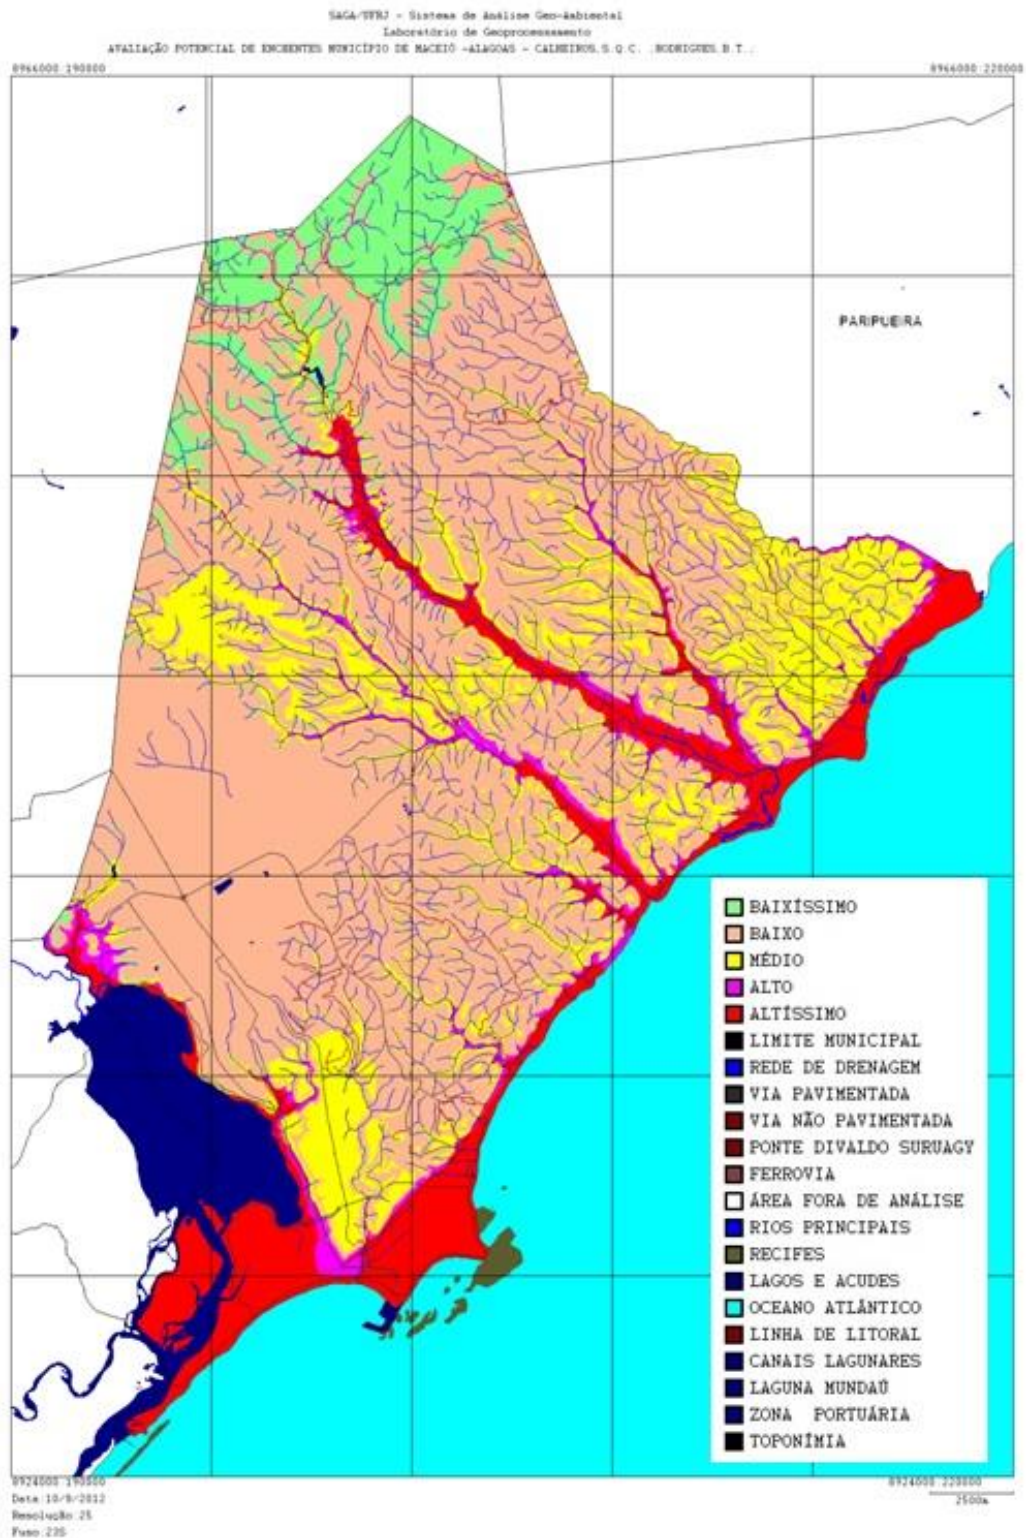 SAGA/UFRJ - Sistema de Análise Geo-Ambiental
Laboratório de Geoprocessamento
AVALIAÇÃO POTENCIAL DE ENCHENTES MUNICÍPIO DE MACEIÓ -ALAGOAS - CALHEIROS.S.Q.C. .RODRIGUES.B.T..
8966000:190000
8966000:220000
PARIPUEIRA
BAIXÍSSIMO
BAIXO
MÉDIO
ALTO
ALTÍSSIMO
LIMITE MUNICIPAL
REDE DE DRENAGEM
VIA PAVIMENTADA
VIA NÃO PAVIMENTADA
PONTE DIVALDO SURUAGY
FERROVIA
ÁREA FORA DE ANÁLISE
RIOS PRINCIPAIS
RECIFES
LAGOS E ACUDES
OCEANO ATLÂNTICO
LINHA DE LITORAL
CANAIS LAGUNARES
LAGUNA MUNDAÚ
ZONA PORTUÁRIA
TOPONÍMIA
8924000:190000
8924000:220000
Data:10/9/2012
2500m
Resolução:25
Fuso:23S